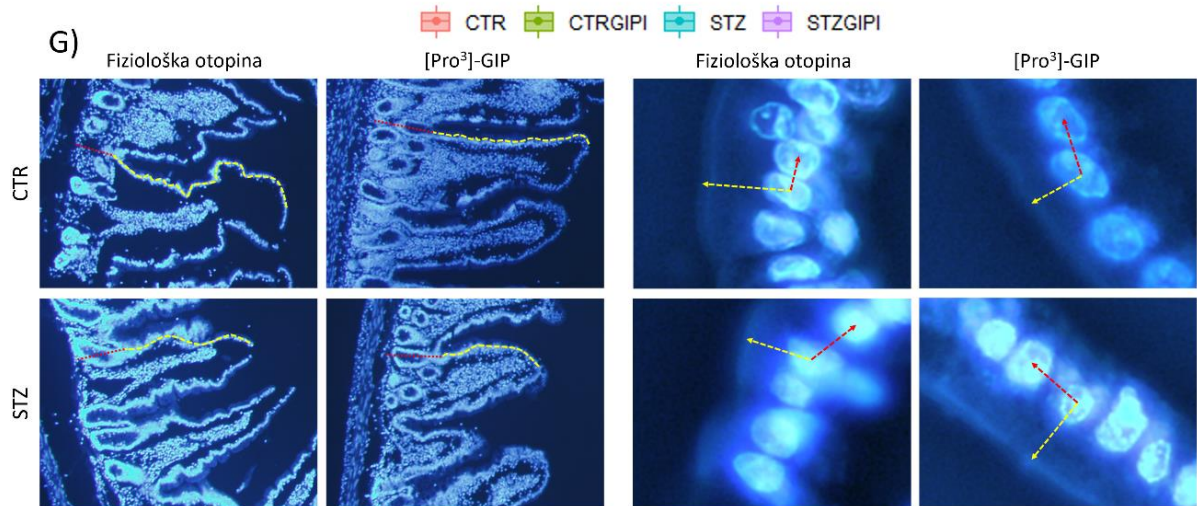 CTR CTRGIPI STZ STZGIPI
G)
Fiziološka otopina [Pro³]-GIP Fiziološka otopina [Pro³]-GIP
CTR
STZ